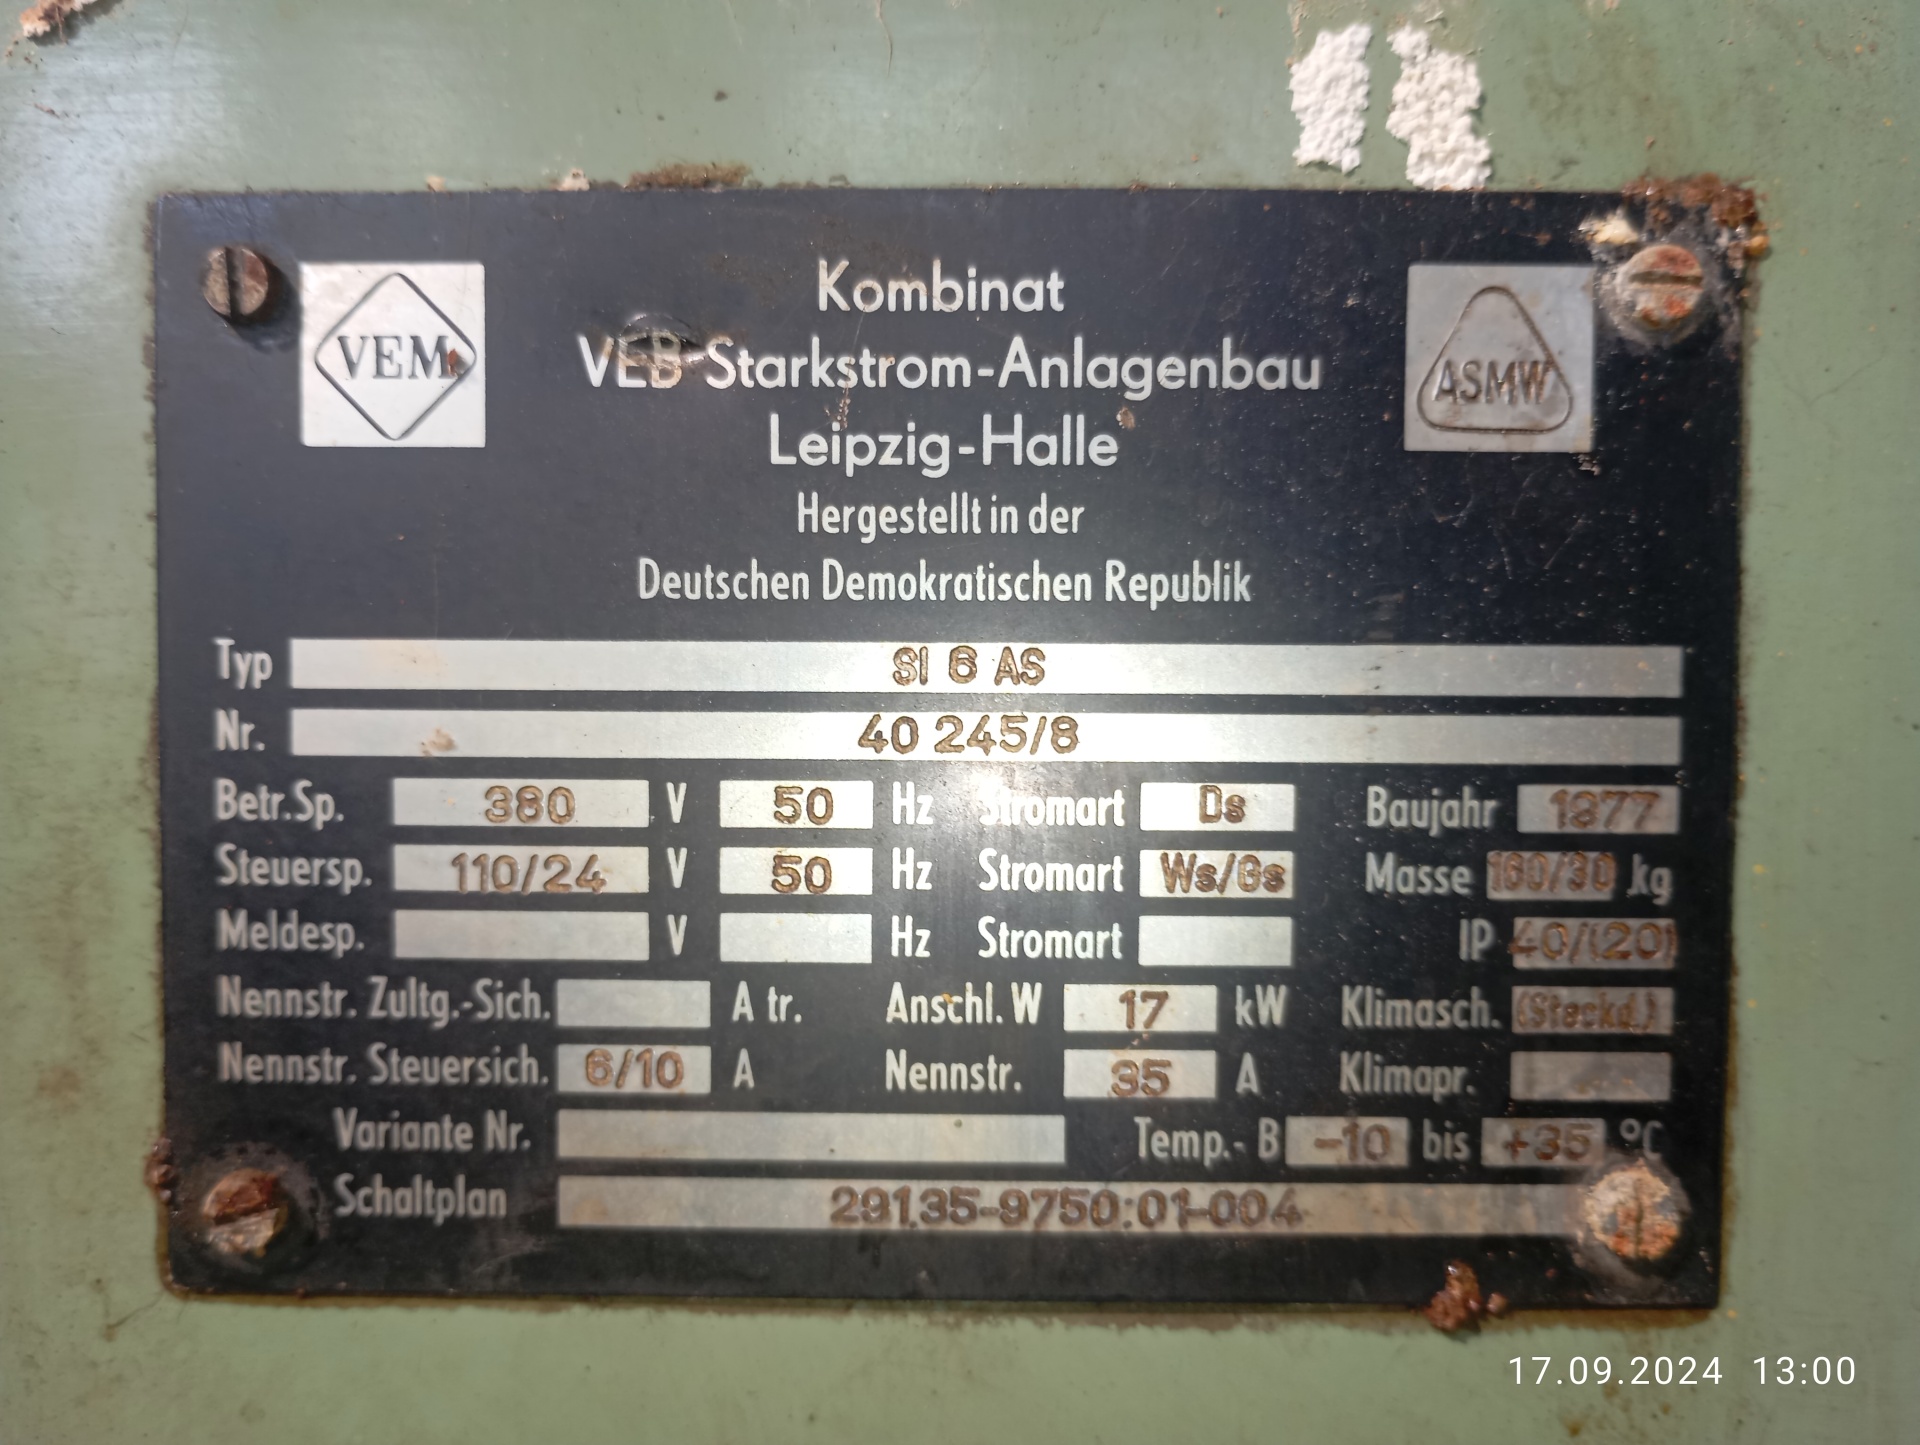 VEM
Kombinat
VEB Starkstrom-Anlagenbau
Leipzig-Halle
ASMW
Hergestellt in der
Deutschen Demokratischen Republik
Typ SI 6 AS
Nr. 40 245/8
Betr.Sp. 380 V 50 Hz Stromart Ds Baujahr 1977
Steuersp. 110/24 V 50 Hz Stromart Ws/Gs Masse 160/30 kg
Meldesp. V Hz Stromart IP 40/(20)
Nennstr. Zultg.-Sich. A tr. Anschl. W 17 kW Klimasch. (Steckd.)
Nennstr. Steuersich. 6/10 A Nennstr. 35 A Klimapr.
Variante Nr. Temp.- B -10 bis +35 °C
Schaltplan 29135-9750:01-004
17.09.2024 13:00